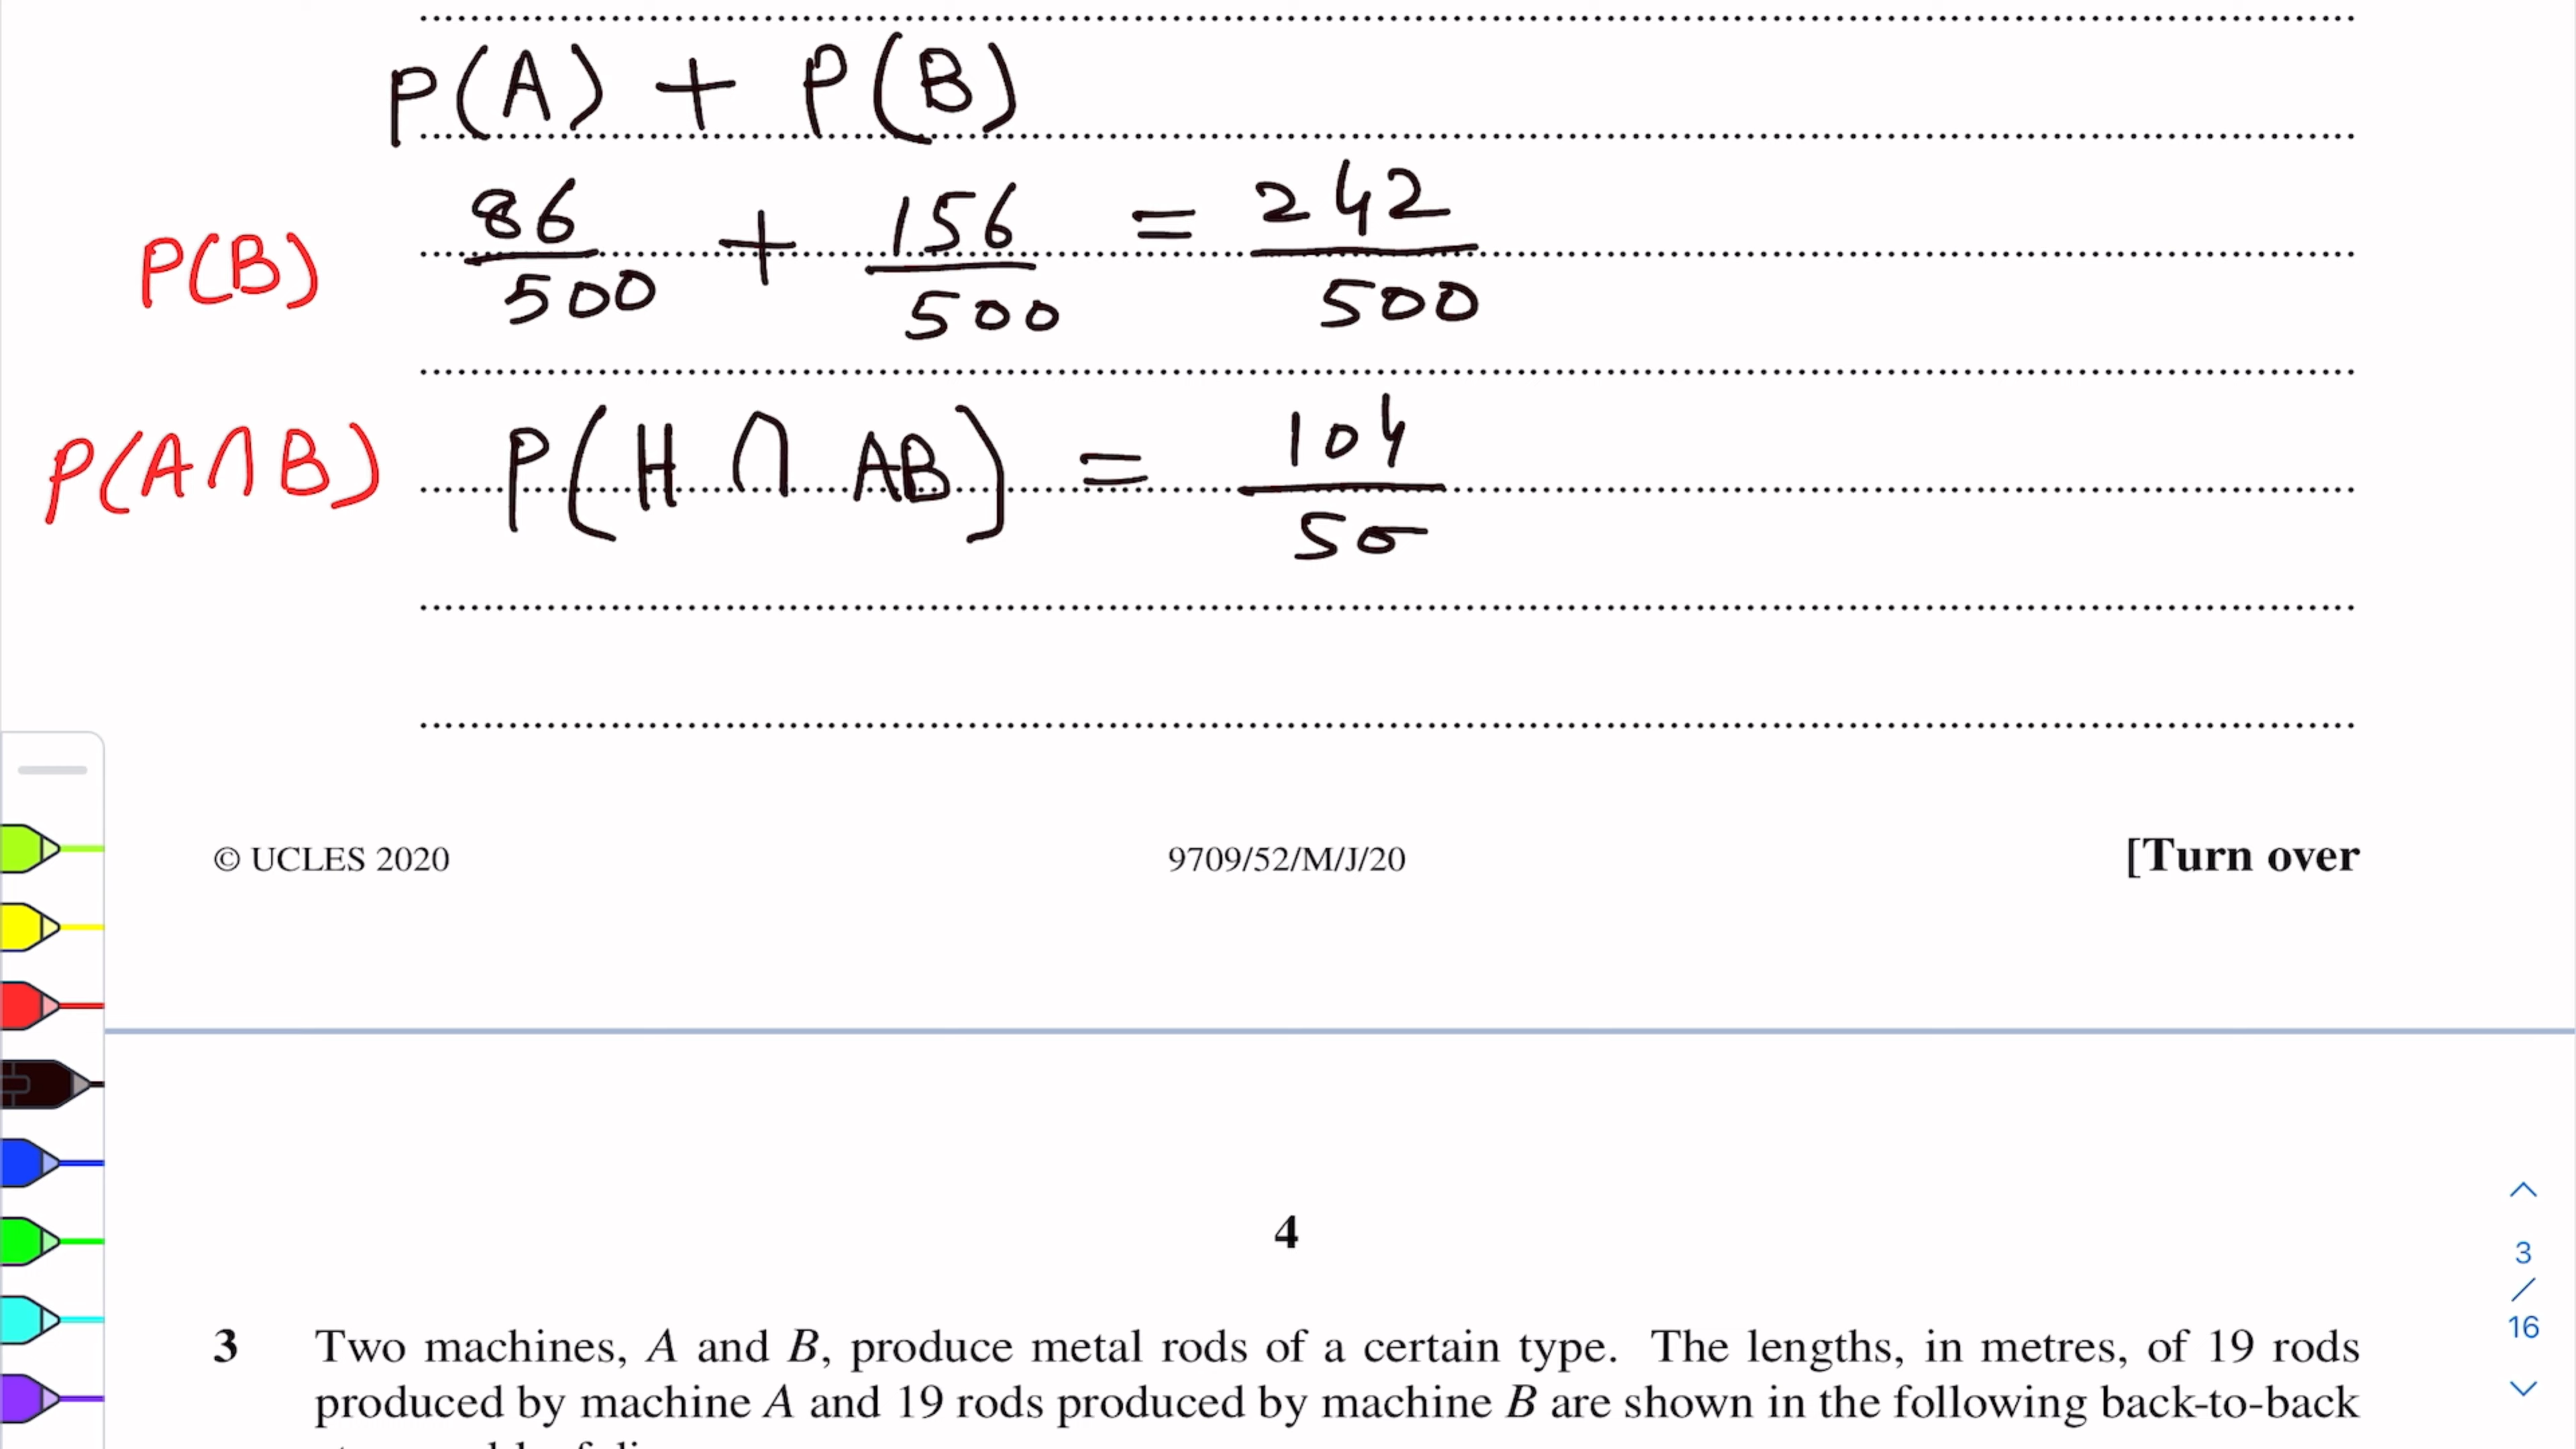 P(A) + P(B)
P(B) 86/500 + 156/500 = 242/500
P(A∩B) P(H ∩ AB) = 104/50
© UCLES 2020 9709/52/M/J/20 [Turn over
4
3
/
16
3 Two machines, A and B, produce metal rods of a certain type. The lengths, in metres, of 19 rods
produced by machine A and 19 rods produced by machine B are shown in the following back-to-back